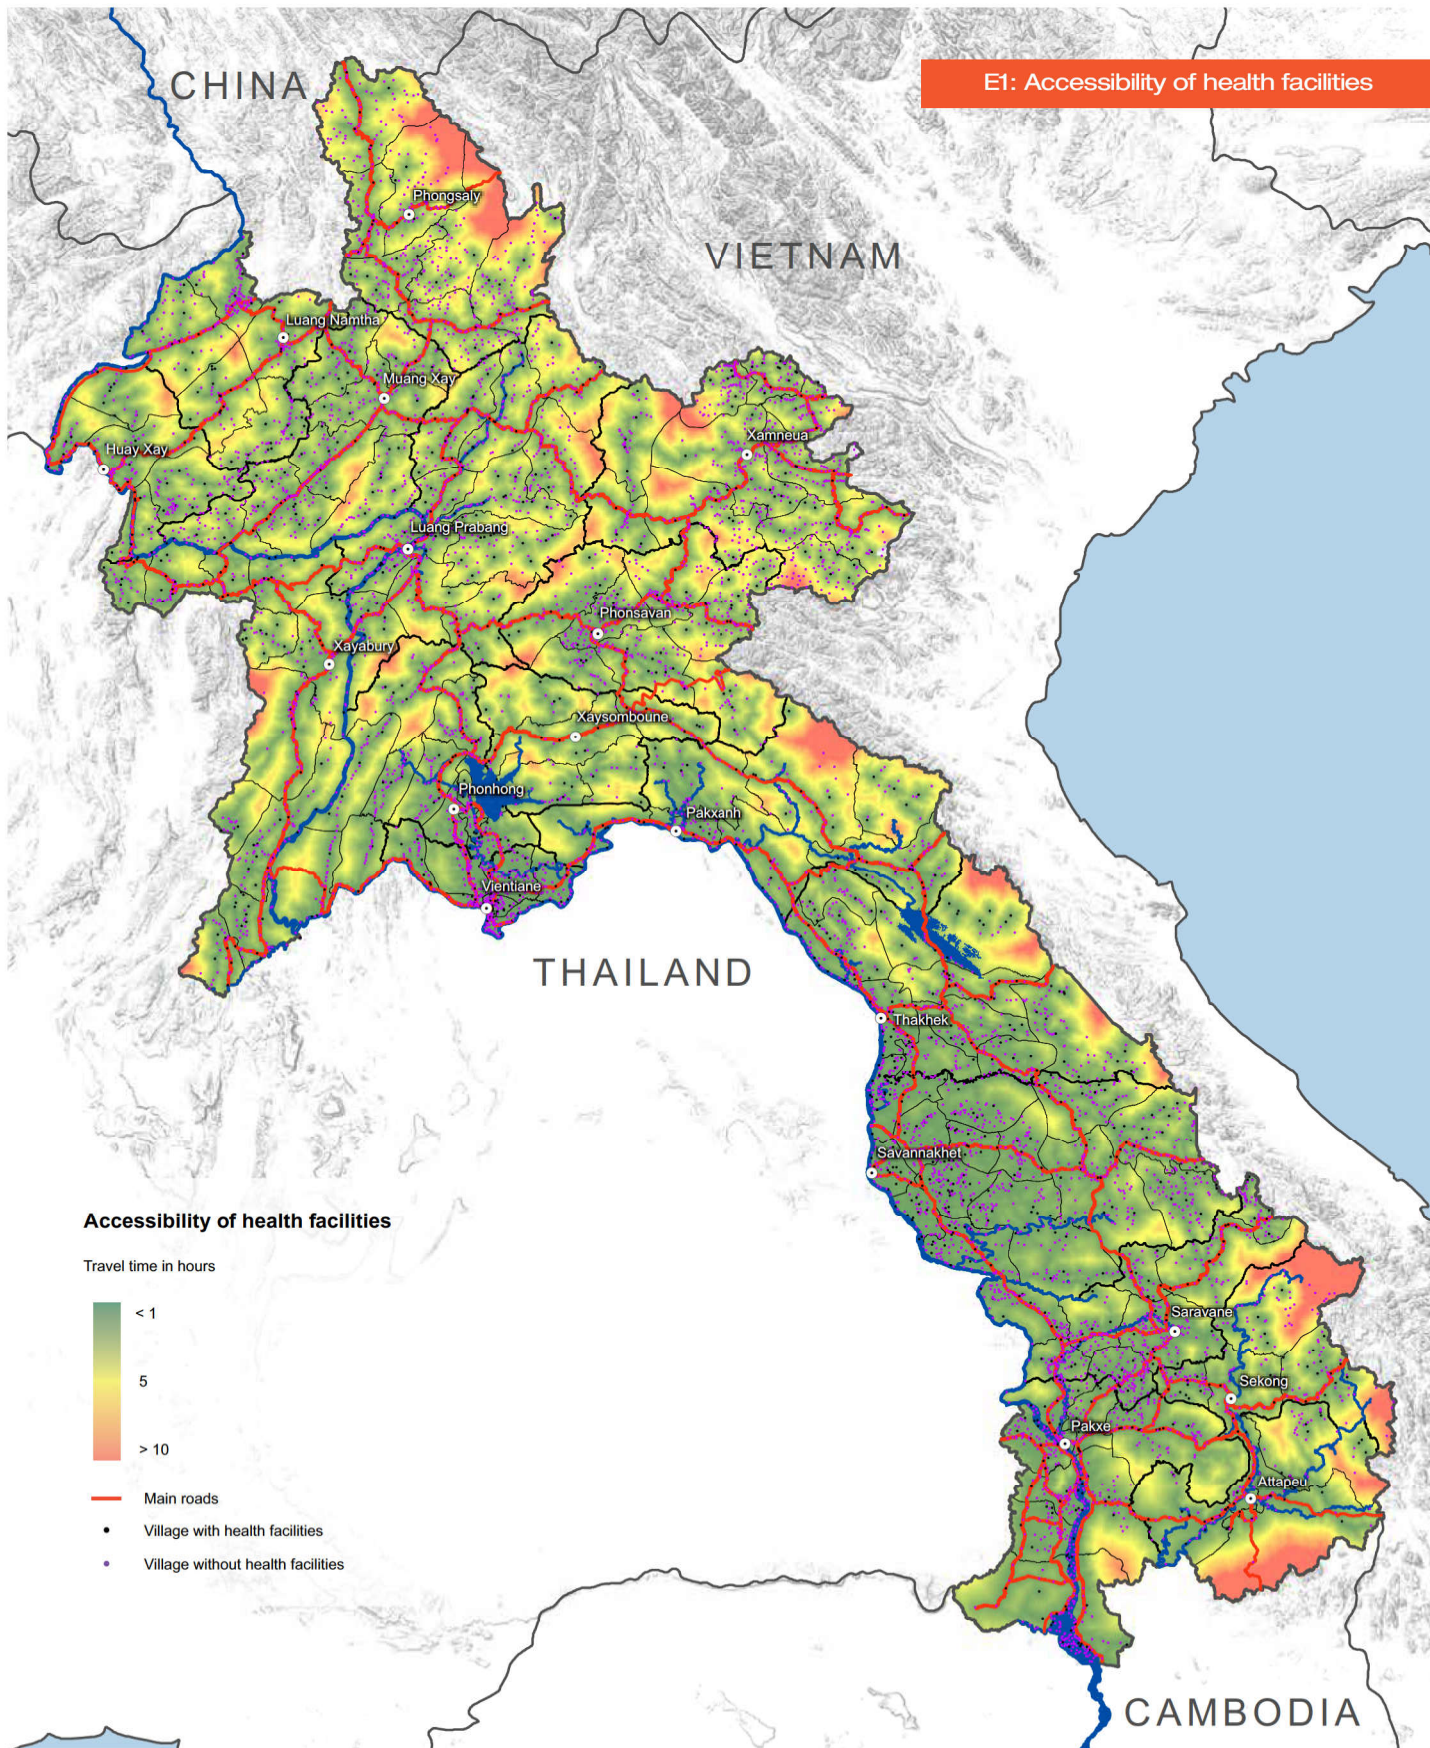 E1: Accessibility of health facilities
CHINA
Phongsaly
VIETNAM
Luang Namtha
Muang Xay
Huay Xay
Xamneua
Luang Prabang
Phonsavan
Xayabury
Xaysomboune
Phonhong
Pakxanh
Vientiane
THAILAND
Thakhek
Savannakhet
Accessibility of health facilities
Travel time in hours
< 1
5
> 10
Main roads
Village with health facilities
Village without health facilities
Saravane
Sekong
Pakxe
Attapeu
CAMBODIA